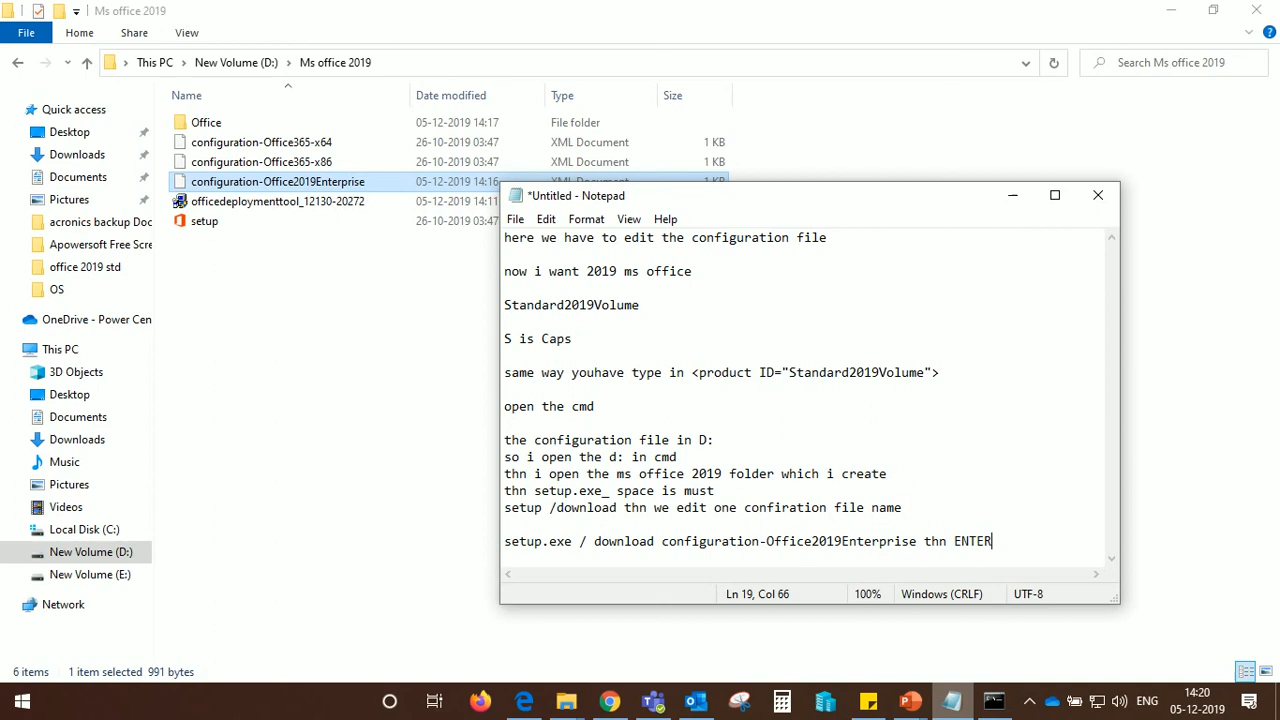 Ms office 2019
File
Home
Share
View
This PC
New Volume (D:)
Ms office 2019
Search Ms office 2019
Name
Date modified
Type
Size
Quick access
Desktop
Downloads
Documents
Pictures
acronics backup Doc
Apowersoft Free Scre
office 2019 std
OS
OneDrive - Power Cen
This PC
3D Objects
Desktop
Documents
Downloads
Music
Pictures
Videos
Local Disk (C:)
New Volume (D:)
New Volume (E:)
Network
Office 05-12-2019 14:17 File folder
configuration-Office365-x64 26-10-2019 03:47 XML Document 1 KB
configuration-Office365-x86 26-10-2019 03:47 XML Document 1 KB
configuration-Office2019Enterprise 05-12-2019 14:16 XML Document 1 KB
officedeploymenttool_12130-20272 05-12-2019 14:11
setup 26-10-2019 03:47
*Untitled - Notepad
File Edit Format View Help
here we have to edit the configuration file
now i want 2019 ms office
Standard2019Volume
S is Caps
same way youhave type in <product ID="Standard2019Volume">
open the cmd
the configuration file in D:
so i open the d: in cmd
thn i open the ms office 2019 folder which i create
thn setup.exe_ space is must
setup /download thn we edit one confiration file name
setup.exe / download configuration-Office2019Enterprise thn ENTER
Ln 19, Col 66
100%
Windows (CRLF)
UTF-8
6 items
1 item selected 991 bytes
ENG
14:20
05-12-2019